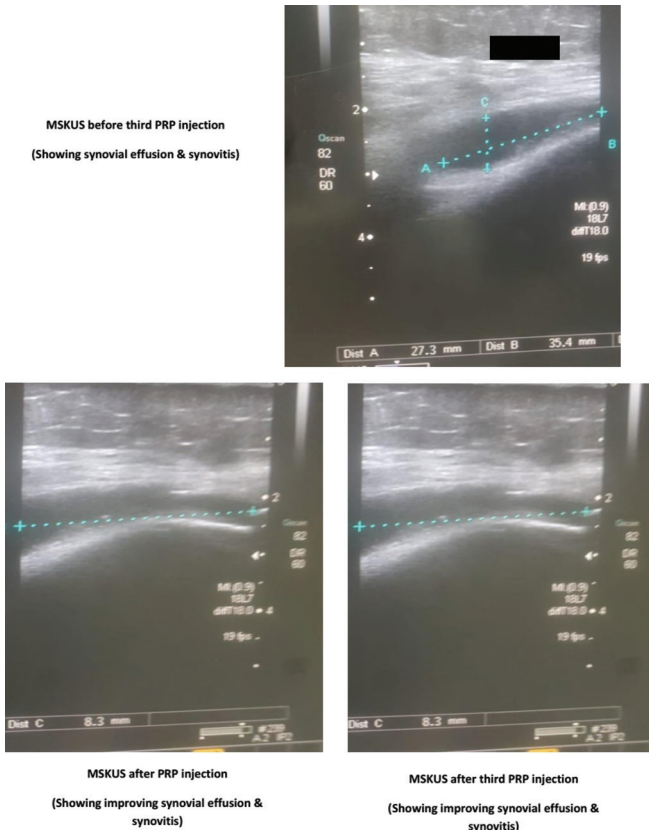 MSKUS before third PRP injection
(Showing synovial effusion & synovitis)
2
Qscan
82
DR
60
C
A
B
MI:(0.9)
18L7
diffT18.0
4
19 fps
Dist A 27.3 mm Dist B 35.4 mm
2
82
DR
60
MI:(0.9)
18L7
diffT18.0
4
19 fps
Dist C 8.3 mm
2
82
DR
60
MI:(0.9)
18L7
diffT18.0
4
19 fps
Dist C 8.3 mm
MSKUS after PRP injection
(Showing improving synovial effusion &
synovitis)
MSKUS after third PRP injection
(Showing improving synovial effusion &
synovitis)